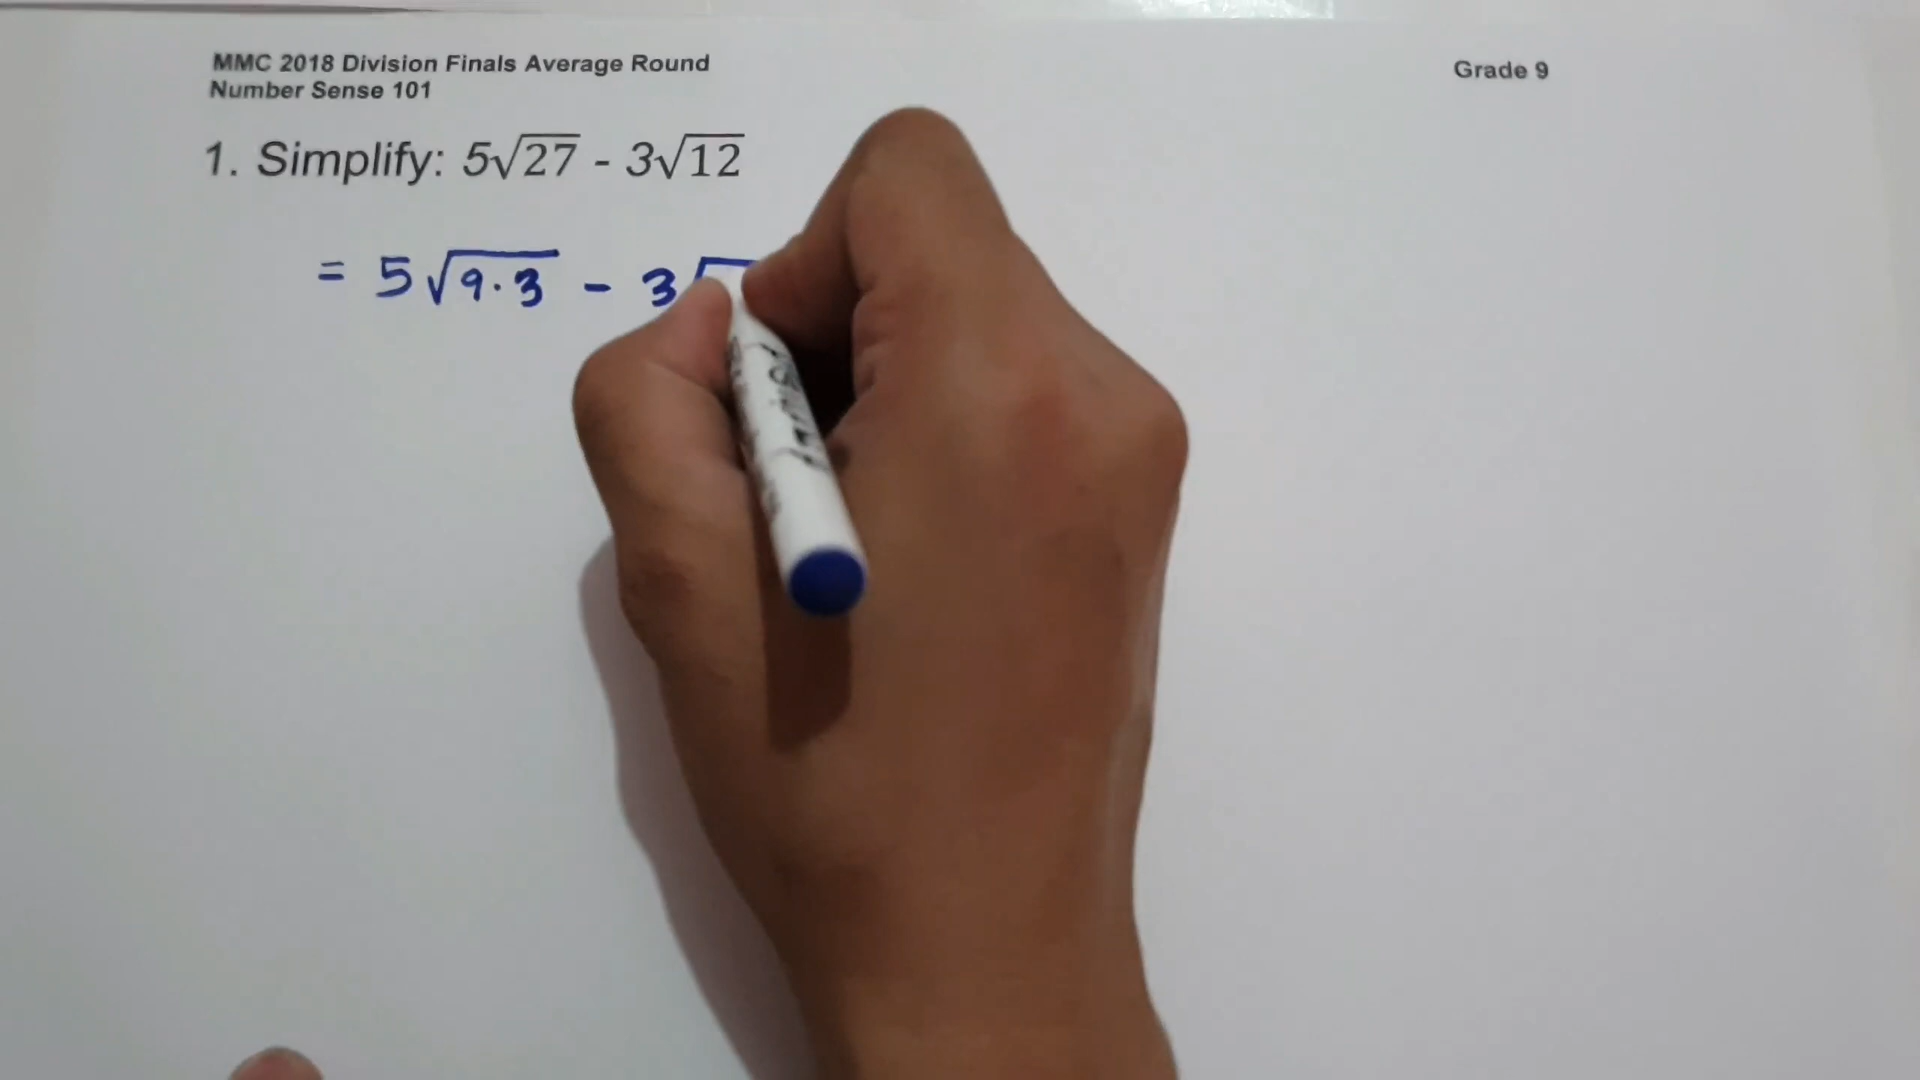 MMC 2018 Division Finals Average Round
Grade 9
Number Sense 101
1. Simplify: 5√27 - 3√12
= 5√9·3 - 3√